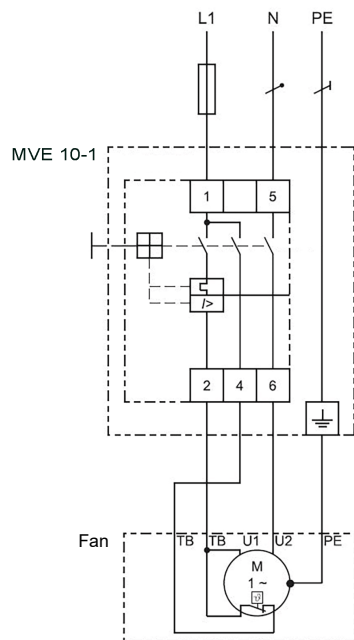 L1 N PE
MVE 10-1
1 5
I>
2 4 6
Fan TB TB U1 U2 PE
M
1 ~
ϑ